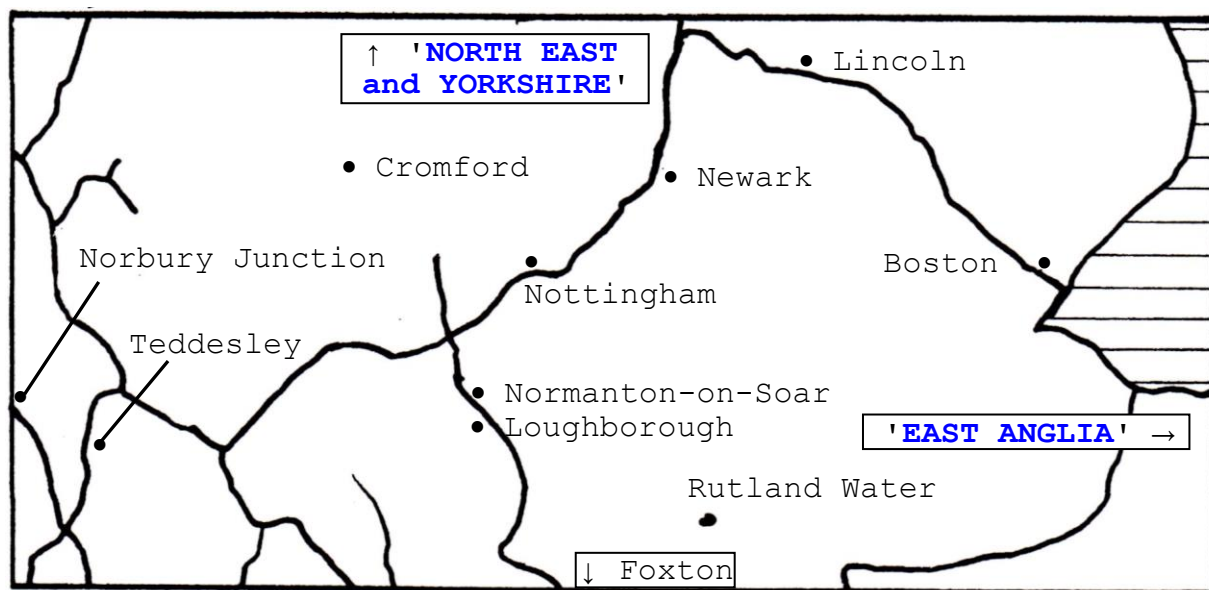 ↑ 'NORTH EAST
and YORKSHIRE'
Lincoln
Cromford
Newark
Norbury Junction
Boston
Nottingham
Teddesley
Normanton-on-Soar
Loughborough
'EAST ANGLIA' →
Rutland Water
↓ Foxton